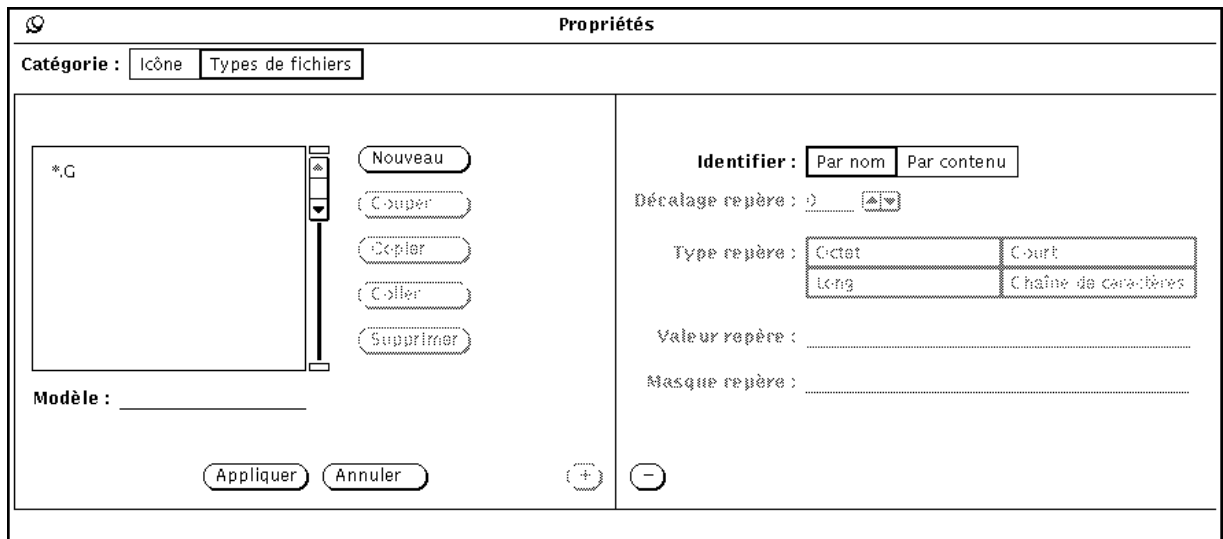 Propriétés
Catégorie : Icône Types de fichiers
*.G
Nouveau
Couper
Copier
Coller
Supprimer
Modèle :
Appliquer Annuler +
Identifier : Par nom Par contenu
Décalage repère : 0
Type repère : Octet Court
Long Chaîne de caractères
Valeur repère :
Masque repère :
−